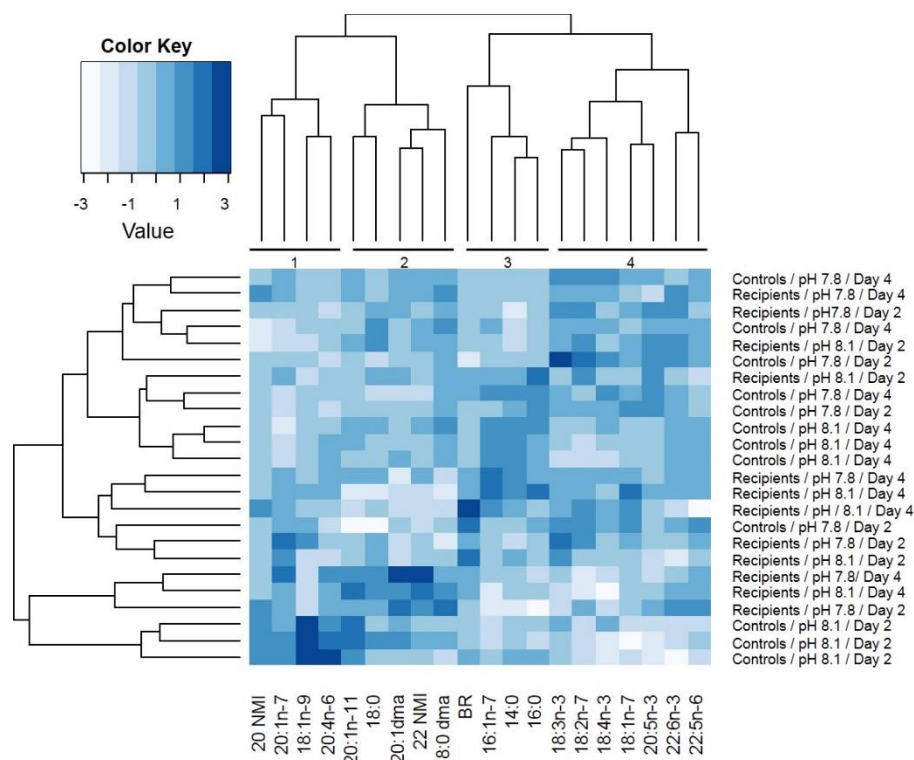 Color Key
-3 -1 1 3
Value
1 2 3 4
Controls / pH 7.8 / Day 4
Recipients / pH 7.8 / Day 4
Recipients / pH7.8 / Day 2
Controls / pH 7.8 / Day 4
Recipients / pH 8.1 / Day 2
Controls / pH 7.8 / Day 2
Recipients / pH 8.1 / Day 2
Controls / pH 7.8 / Day 4
Controls / pH 7.8 / Day 2
Controls / pH 8.1 / Day 4
Controls / pH 8.1 / Day 4
Controls / pH 8.1 / Day 4
Recipients / pH 7.8 / Day 4
Recipients / pH 8.1 / Day 4
Recipients / pH / 8.1 / Day 4
Controls / pH 7.8 / Day 2
Recipients / pH 7.8 / Day 2
Recipients / pH 8.1 / Day 2
Recipients / pH 7.8/ Day 4
Recipients / pH 8.1 / Day 4
Recipients / pH 7.8 / Day 2
Controls / pH 8.1 / Day 2
Controls / pH 8.1 / Day 2
Controls / pH 8.1 / Day 2
20 NMI
20:1n-7
18:1n-9
20:4n-6
20:1n-11
18:0
20:1dma
22 NMI
8:0 dma
BR
16:1n-7
14:0
16:0
18:3n-3
18:2n-7
18:4n-3
18:1n-7
20:5n-3
22:6n-3
22:5n-6